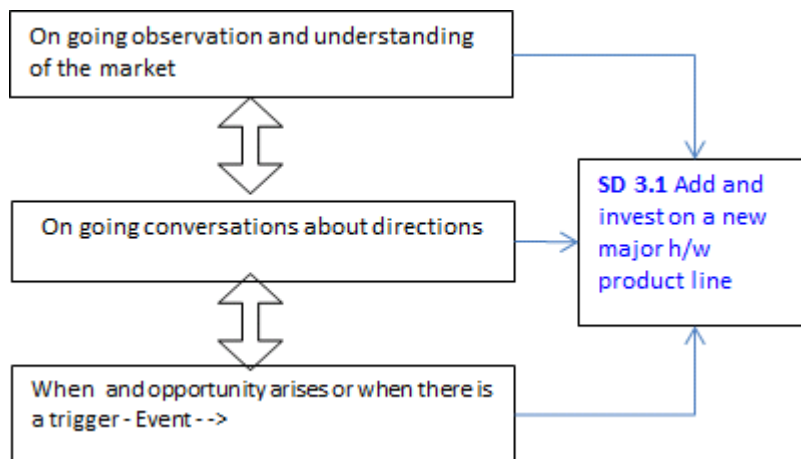 On going observation and understanding
of the market
On going conversations about directions
When and opportunity arises or when there is
a trigger - Event - ->
SD 3.1 Add and
invest on a new
major h/w
product line